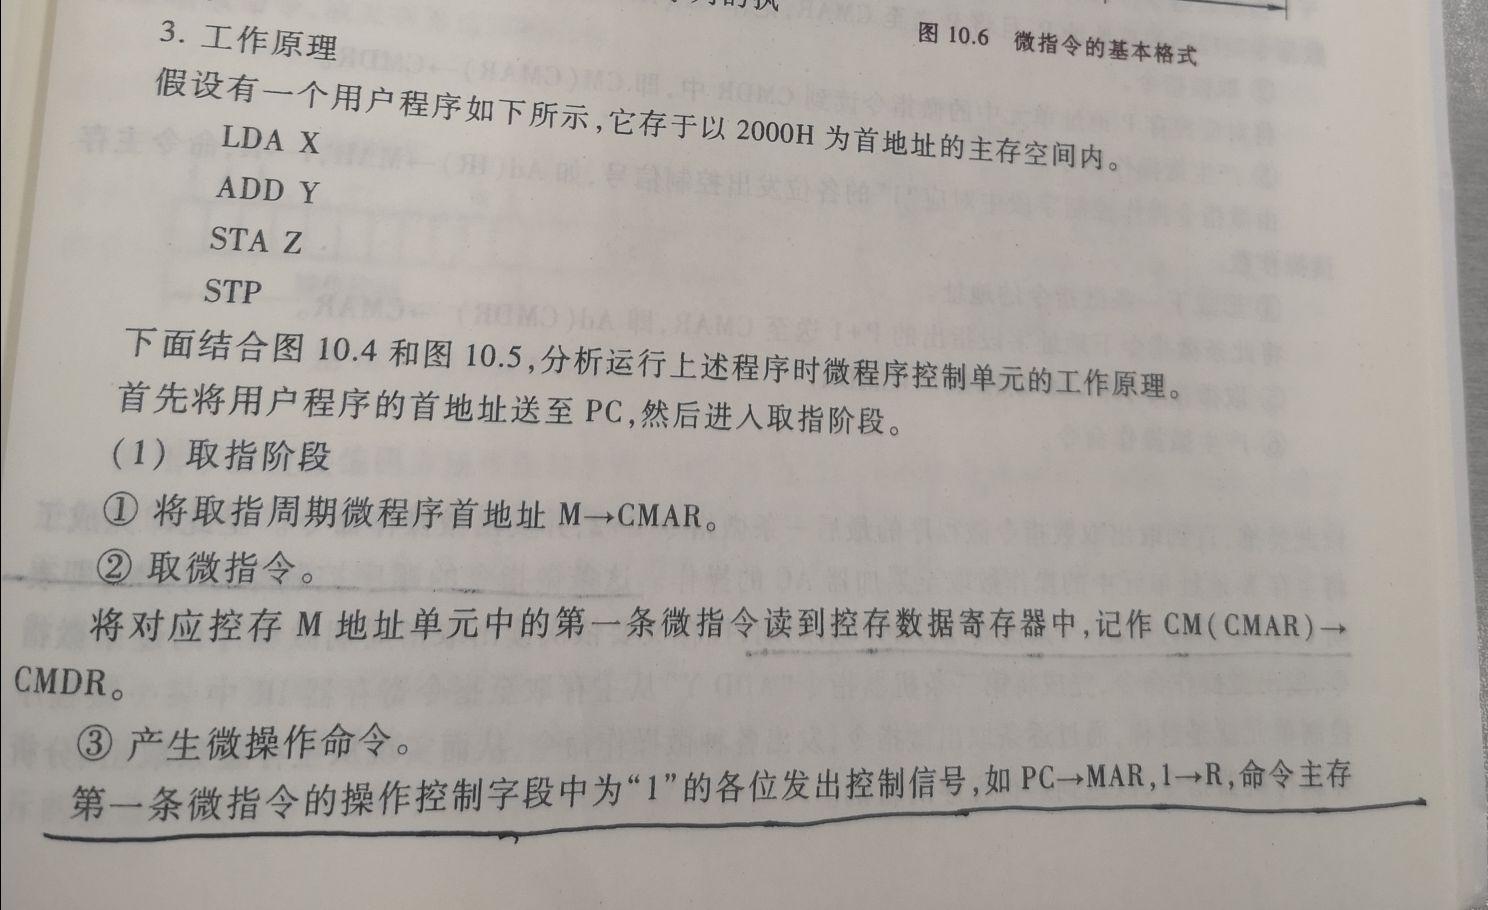 图 10.6 微指令的基本格式
3. 工作原理
假设有一个用户程序如下所示,它存于以 2000H 为首地址的主存空间内。
LDA X
ADD Y
STA Z
STP
下面结合图 10.4 和图 10.5,分析运行上述程序时微程序控制单元的工作原理。
首先将用户程序的首地址送至 PC,然后进入取指阶段。
(1) 取指阶段
① 将取指周期微程序首地址 M→CMAR。
② 取微指令。
将对应控存 M 地址单元中的第一条微指令读到控存数据寄存器中,记作 CM(CMAR)→
CMDR。
③ 产生微操作命令。
第一条微指令的操作控制字段中为“1”的各位发出控制信号,如 PC→MAR,1→R,命令主存